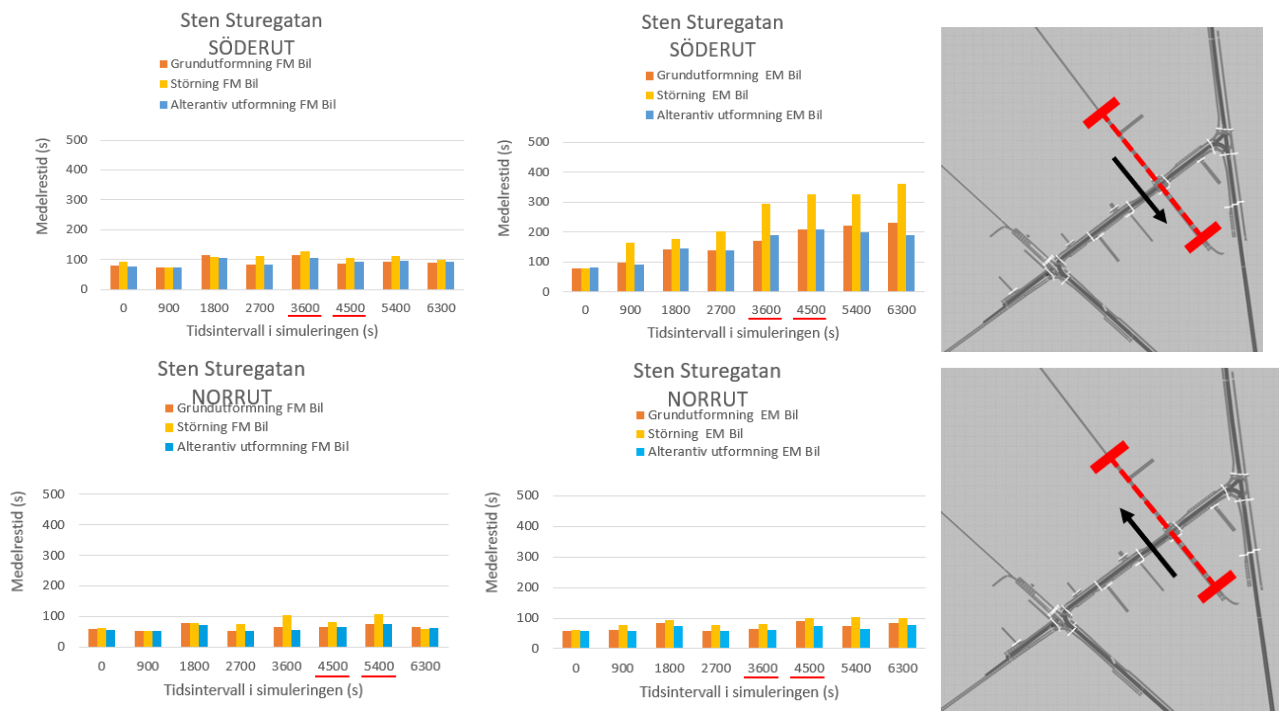 Sten Sturegatan
SÖDERUT
Grundutformning FM Bil
Störning FM Bil
Alterantiv utformning FM Bil
Medelrestid (s)
500
400
300
200
100
0
0 900 1800 2700 3600 4500 5400 6300
Tidsintervall i simuleringen (s)
Sten Sturegatan
SÖDERUT
Grundutformning EM Bil
Störning EM Bil
Alterantiv utformning EM Bil
Medelrestid (s)
500
400
300
200
100
0
0 900 1800 2700 3600 4500 5400 6300
Tidsintervall i simuleringen (s)
Sten Sturegatan
NORRUT
Grundutformning FM Bil
Störning FM Bil
Alterantiv utformning FM Bil
Medelrestid (s)
500
400
300
200
100
0
0 900 1800 2700 3600 4500 5400 6300
Tidsintervall i simuleringen (s)
Sten Sturegatan
NORRUT
Grundutformning EM Bil
Störning EM Bil
Alterantiv utformning EM Bil
Medelrestid (s)
500
400
300
200
100
0
0 900 1800 2700 3600 4500 5400 6300
Tidsintervall i simuleringen (s)